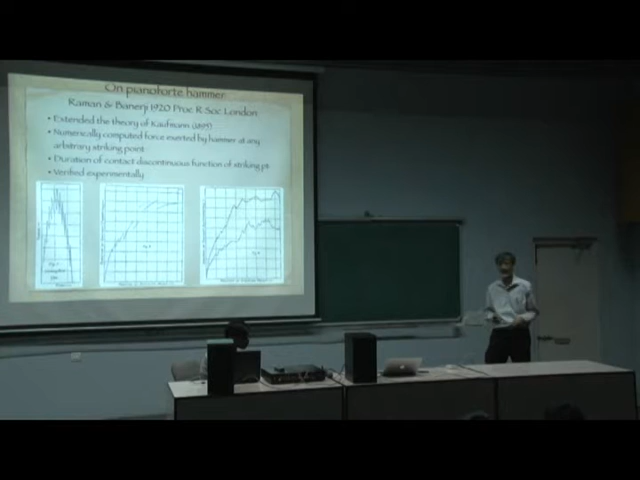 On pianoforte hammer
Raman & Banerji 1920 Proc R Soc London
• Extended the theory of Kaufmann (1895)
• Numerically computed force exerted by hammer at any
arbitrary striking point
• Duration of contact discontinuous function of striking pt
• Verified experimentally